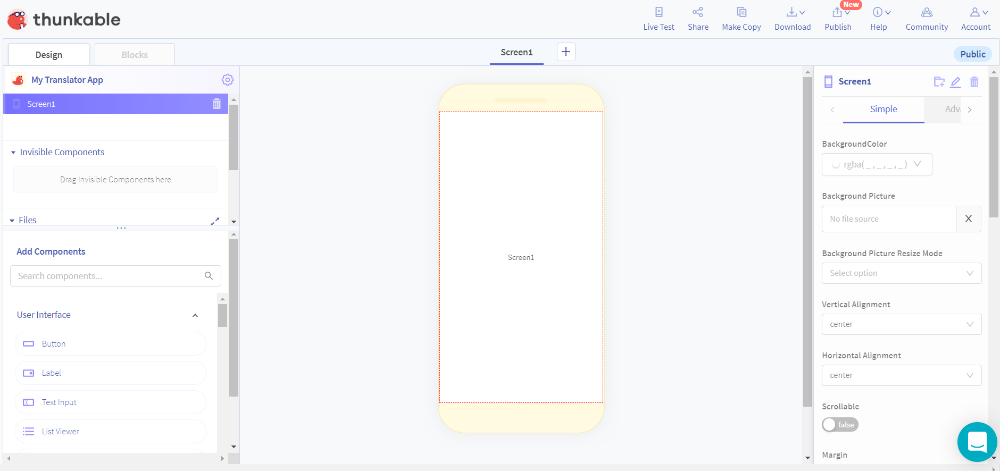 thunkable
Live Test
Share
Make Copy
Download
New
Publish
Help
Community
Account
Design
Blocks
Screen1
Public
My Translator App
Screen1
Invisible Components
Drag Invisible Components here
Files
Add Components
Search components...
User Interface
Button
Label
Text Input
List Viewer
Screen1
Screen1
Simple
Adv
BackgroundColor
rgba( _ , _ , _ , _ )
Background Picture
No file source
X
Background Picture Resize Mode
Select option
Vertical Alignment
center
Horizontal Alignment
center
Scrollable
false
Margin